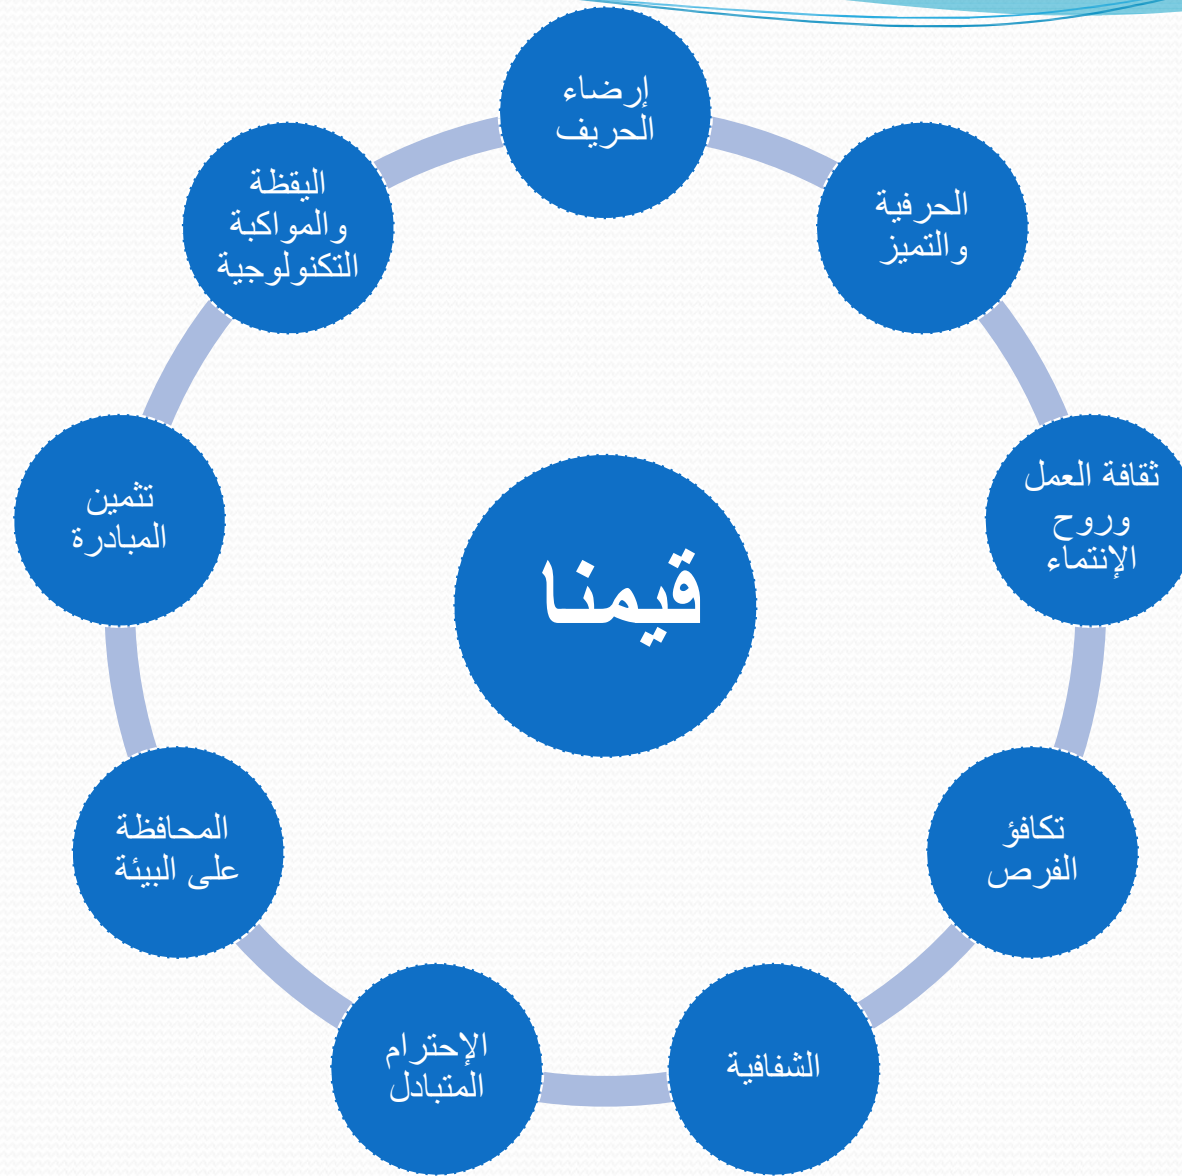 إرضاء
الحريف
الحرفية
والتميز
ثقافة العمل
وروح
الإنتماء
تكافؤ
الفرص
الشفافية
الإحترام
المتبادل
المحافظة
على البيئة
تثمين
المبادرة
اليقظة
والمواكبة
التكنولوجية
قيمنا